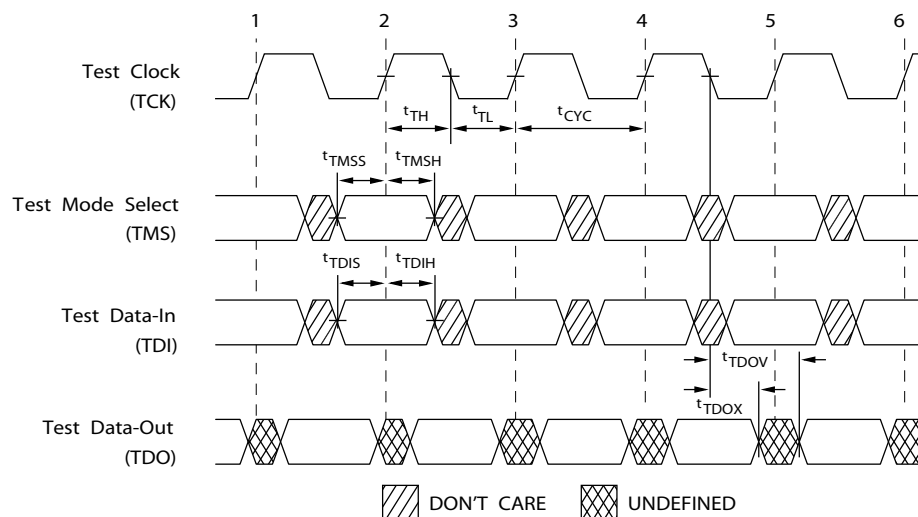 1 2 3 4 5 6
Test Clock
(TCK)
tTH tTL tCYC
tTMSS tTMSH
Test Mode Select
(TMS)
tTDIS tTDIH
Test Data-In
(TDI)
tTDOV
tTDOX
Test Data-Out
(TDO)
DON'T CARE UNDEFINED